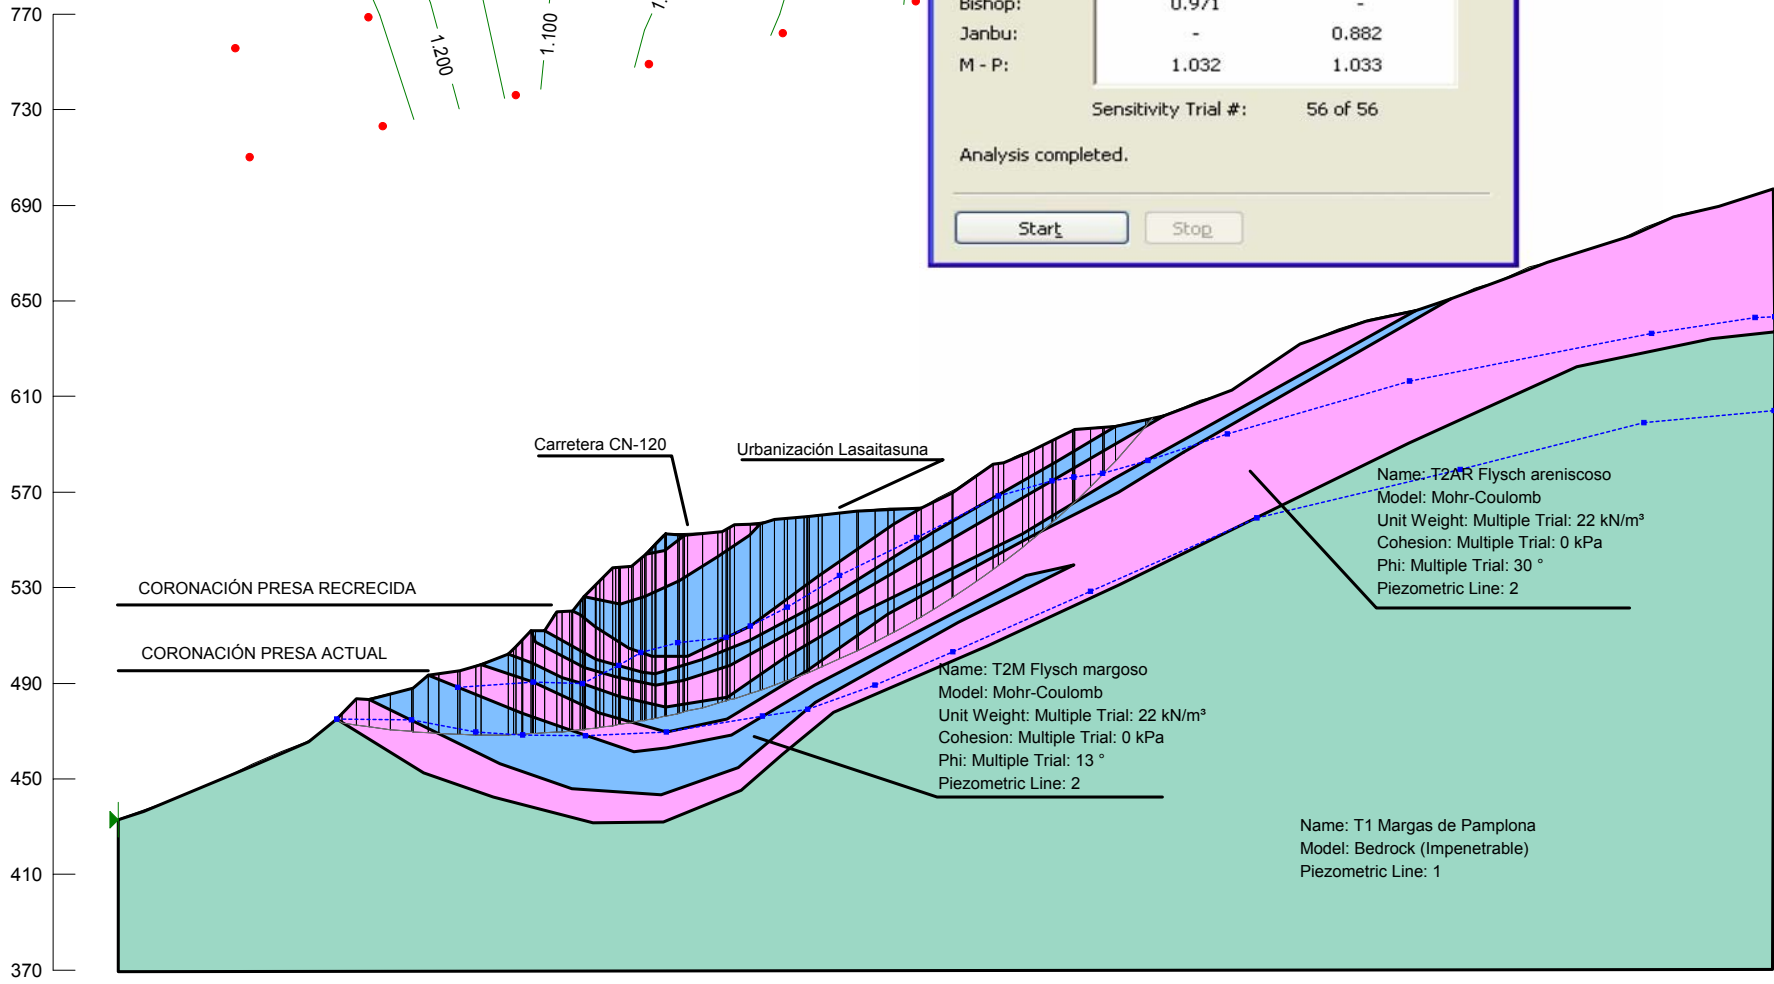 770
730
690
650
610
570
530
490
450
410
370
1.200
1.100
Bishop: 0.971 -
Janbu: - 0.882
M - P: 1.032 1.033
Sensitivity Trial #: 56 of 56
Analysis completed.
Start Stop
Carretera CN-120
Urbanización Lasaitasuna
CORONACIÓN PRESA RECRECIDA
CORONACIÓN PRESA ACTUAL
Name: T2AR Flysch areniscoso
Model: Mohr-Coulomb
Unit Weight: Multiple Trial: 22 kN/m³
Cohesion: Multiple Trial: 0 kPa
Phi: Multiple Trial: 30 °
Piezometric Line: 2
Name: T2M Flysch margoso
Model: Mohr-Coulomb
Unit Weight: Multiple Trial: 22 kN/m³
Cohesion: Multiple Trial: 0 kPa
Phi: Multiple Trial: 13 °
Piezometric Line: 2
Name: T1 Margas de Pamplona
Model: Bedrock (Impenetrable)
Piezometric Line: 1